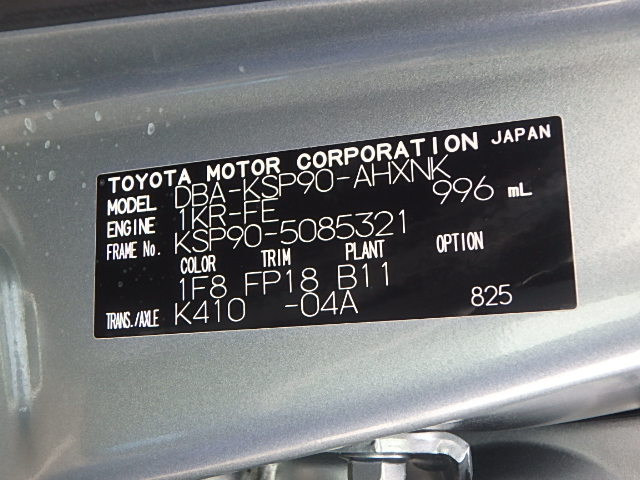 TOYOTA MOTOR CORPORATION JAPAN
MODEL DBA-KSP90-AHXNK
ENGINE 1KR-FE 996 mL
FRAME No. KSP90-5085321
COLOR TRIM PLANT OPTION
1F8 FP18 B11
TRANS./AXLE K410 -04A 825